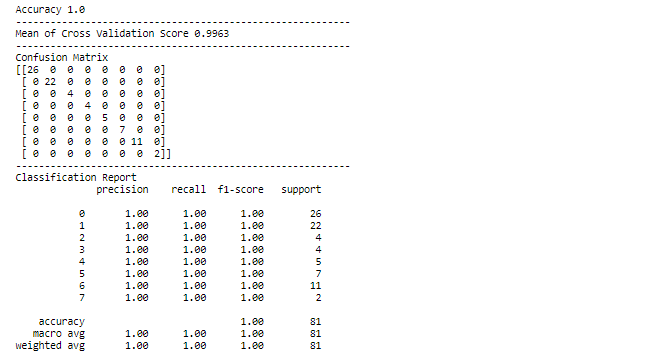 Accuracy 1.0
--------------------------------------------------------
Mean of Cross Validation Score 0.9963
--------------------------------------------------------
Confusion Matrix
[[26 0 0 0 0 0 0 0]
[ 0 22 0 0 0 0 0 0]
[ 0 0 4 0 0 0 0 0]
[ 0 0 0 4 0 0 0 0]
[ 0 0 0 0 5 0 0 0]
[ 0 0 0 0 0 7 0 0]
[ 0 0 0 0 0 0 11 0]
[ 0 0 0 0 0 0 0 2]]
--------------------------------------------------------
Classification Report
precision recall f1-score support
0 1.00 1.00 1.00 26
1 1.00 1.00 1.00 22
2 1.00 1.00 1.00 4
3 1.00 1.00 1.00 4
4 1.00 1.00 1.00 5
5 1.00 1.00 1.00 7
6 1.00 1.00 1.00 11
7 1.00 1.00 1.00 2
accuracy 1.00 81
macro avg 1.00 1.00 1.00 81
weighted avg 1.00 1.00 1.00 81